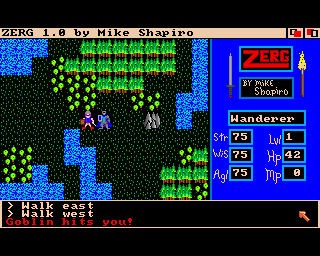 ZERG 1.0 by Mike Shapiro
ZERG
BY Mike
Shapiro
Wanderer
Str 75 Lvl 1
Wis 75 Hp 42
Agl 75 Mp 0
> Walk east
> Walk west
Goblin hits you!